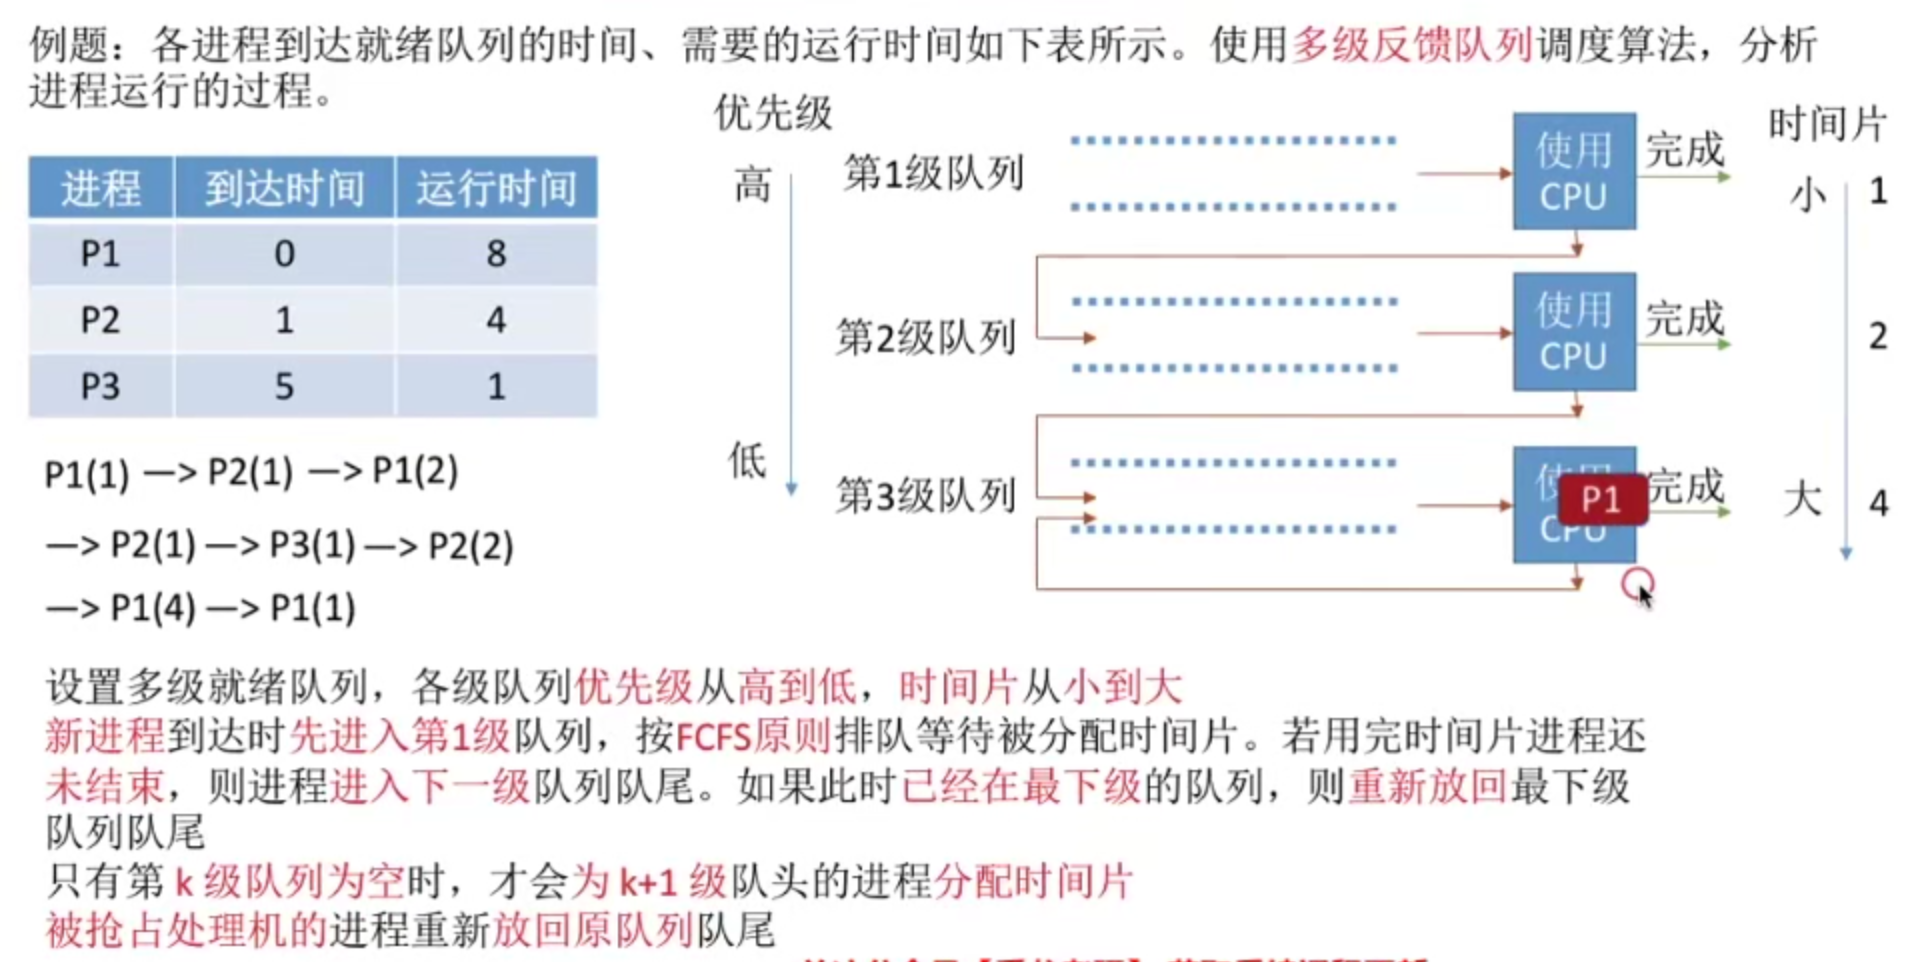 例题：各进程到达就绪队列的时间、需要的运行时间如下表所示。使用多级反馈队列调度算法，分析
进程运行的过程。
进程 到达时间 运行时间
P1 0 8
P2 1 4
P3 5 1
P1(1) —> P2(1) —> P1(2)
—> P2(1) —> P3(1) —> P2(2)
—> P1(4) —> P1(1)
优先级
高
低
第1级队列
使用
CPU
完成
第2级队列
使用
CPU
完成
第3级队列
使用
CPU
P1
完成
时间片
小 1
2
大 4
设置多级就绪队列，各级队列优先级从高到低，时间片从小到大
新进程到达时先进入第1级队列，按FCFS原则排队等待被分配时间片。若用完时间片进程还
未结束，则进程进入下一级队列队尾。如果此时已经在最下级的队列，则重新放回最下级
队列队尾
只有第 k 级队列为空时，才会为 k+1 级队头的进程分配时间片
被抢占处理机的进程重新放回原队列队尾